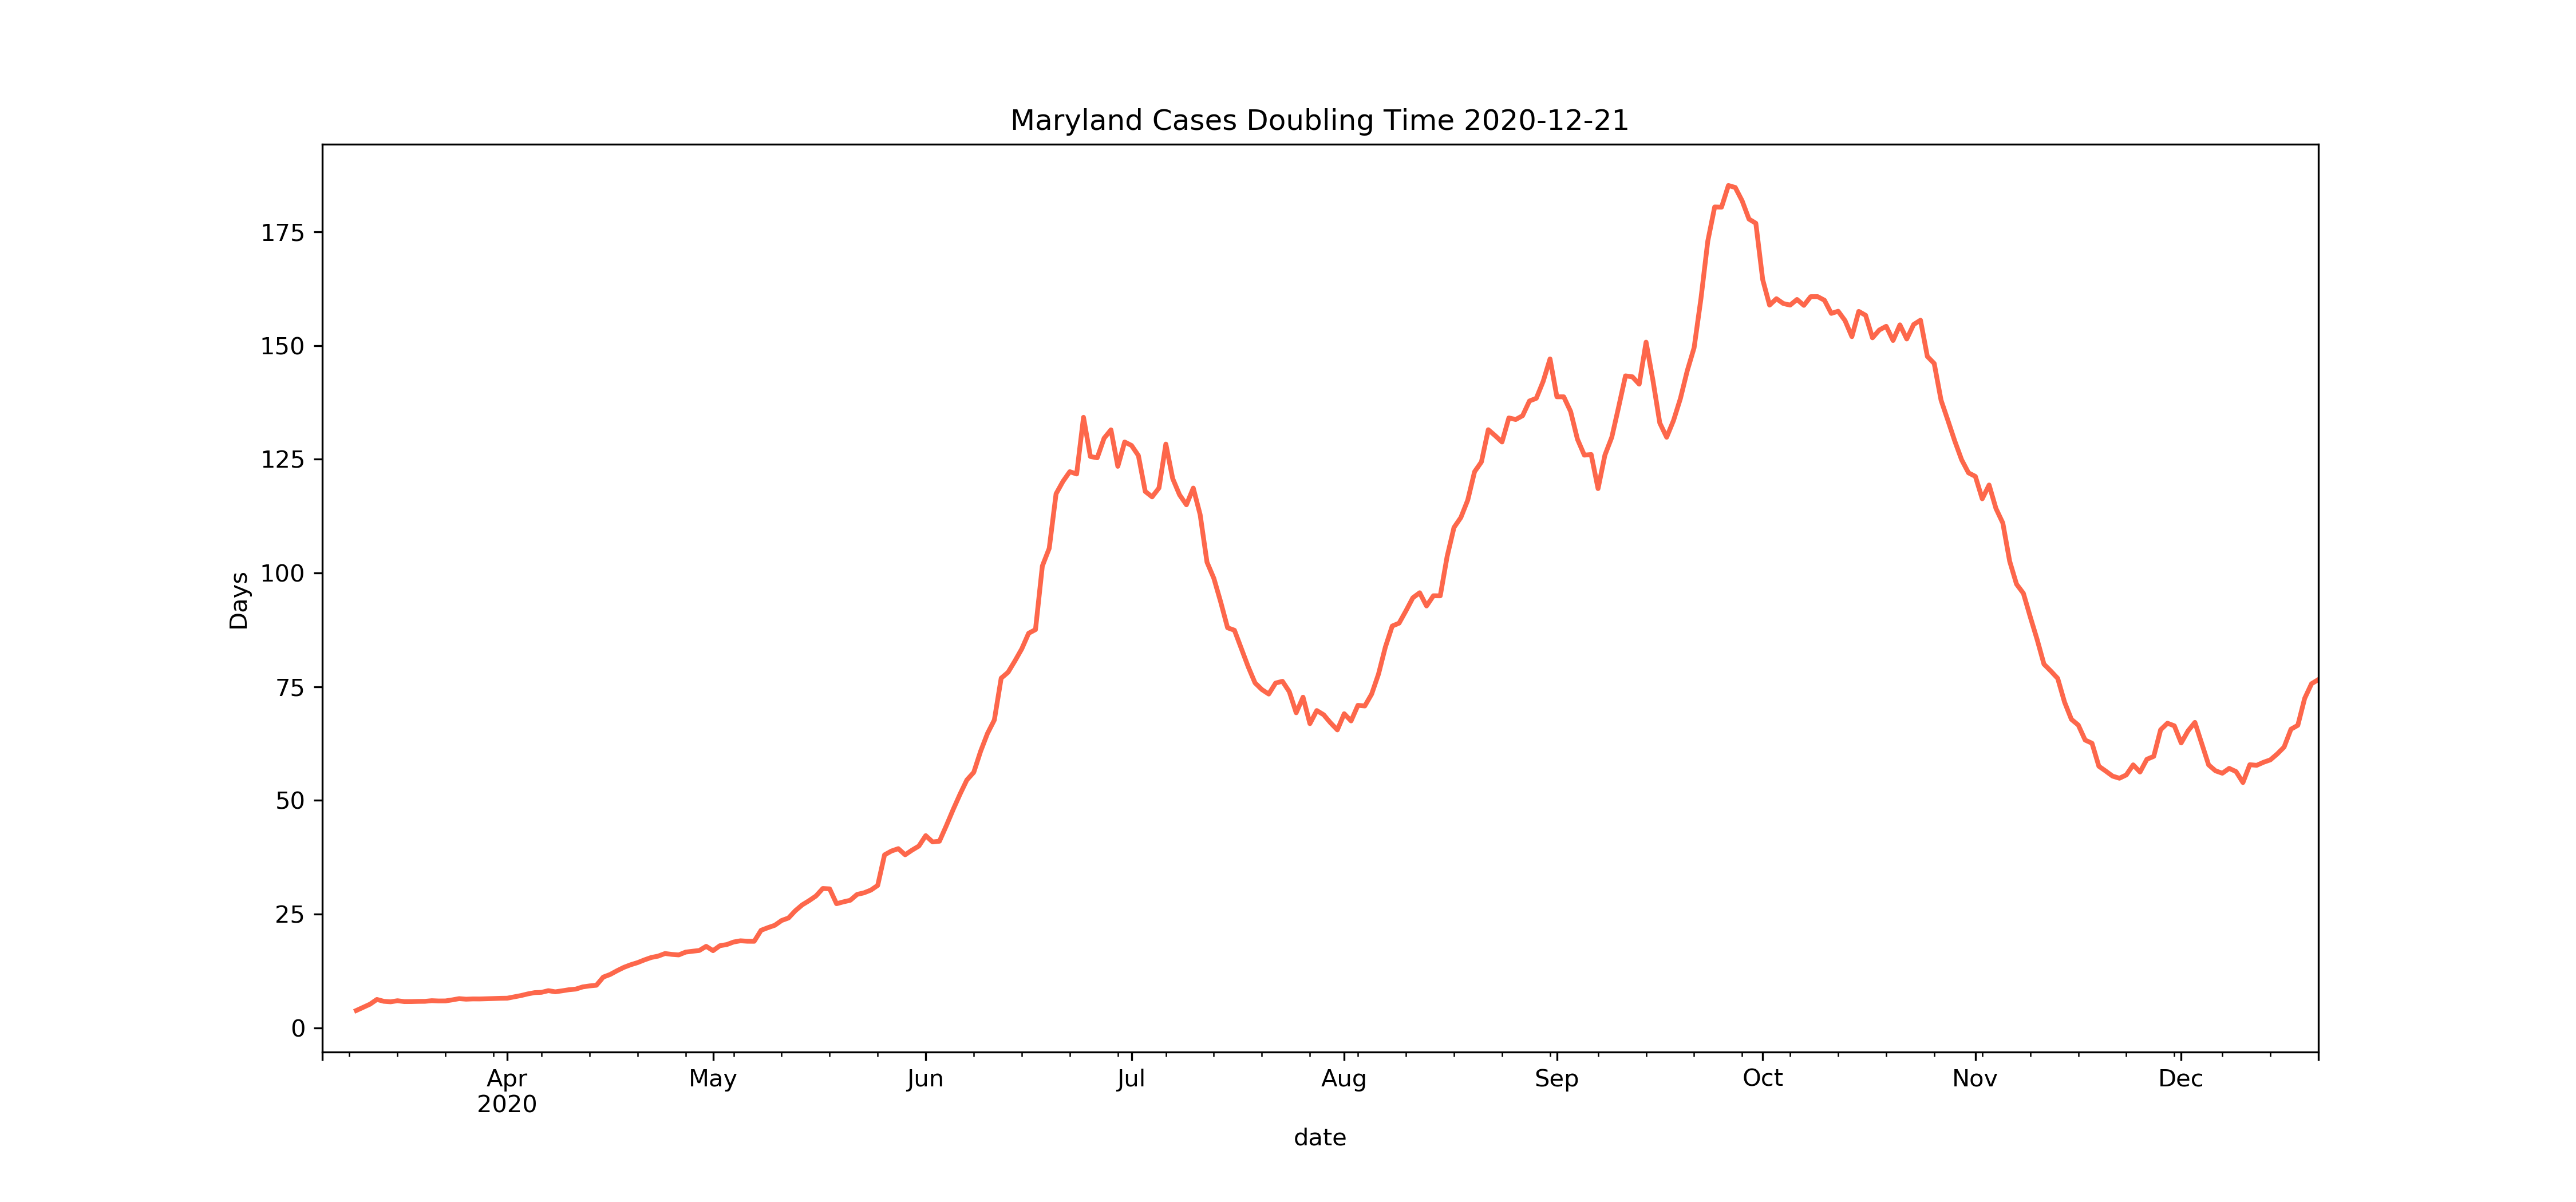 Maryland Cases Doubling Time 2020-12-21
175
150
125
100
75
50
25
0
Days
Apr May Jun Jul Aug Sep Oct Nov Dec
2020
date